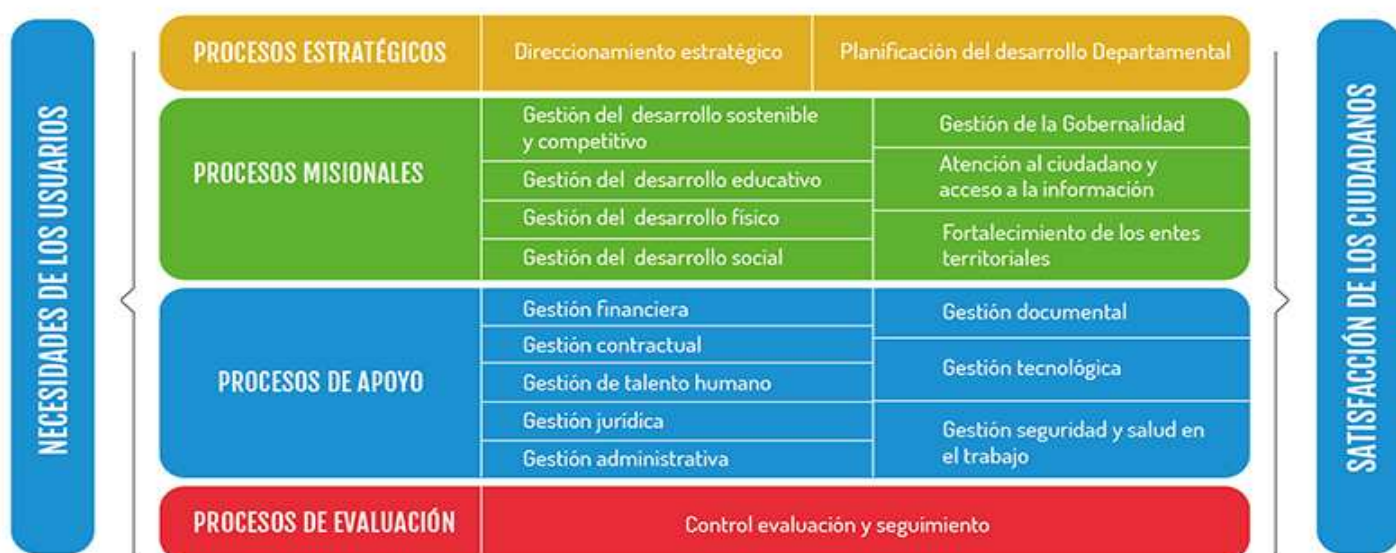 NECESIDADES DE LOS USUARIOS
PROCESOS ESTRATÉGICOS
Direccionamiento estratégico
Planificación del desarrollo Departamental
PROCESOS MISIONALES
Gestión del desarrollo sostenible
y competitivo
Gestión del desarrollo educativo
Gestión del desarrollo físico
Gestión del desarrollo social
Gestión de la Gobernalidad
Atención al ciudadano y
acceso a la información
Fortalecimiento de los entes
territoriales
PROCESOS DE APOYO
Gestión financiera
Gestión contractual
Gestión de talento humano
Gestión jurídica
Gestión administrativa
Gestión documental
Gestión tecnológica
Gestión seguridad y salud en
el trabajo
PROCESOS DE EVALUACIÓN
Control evaluación y seguimiento
SATISFACCIÓN DE LOS CIUDADANOS